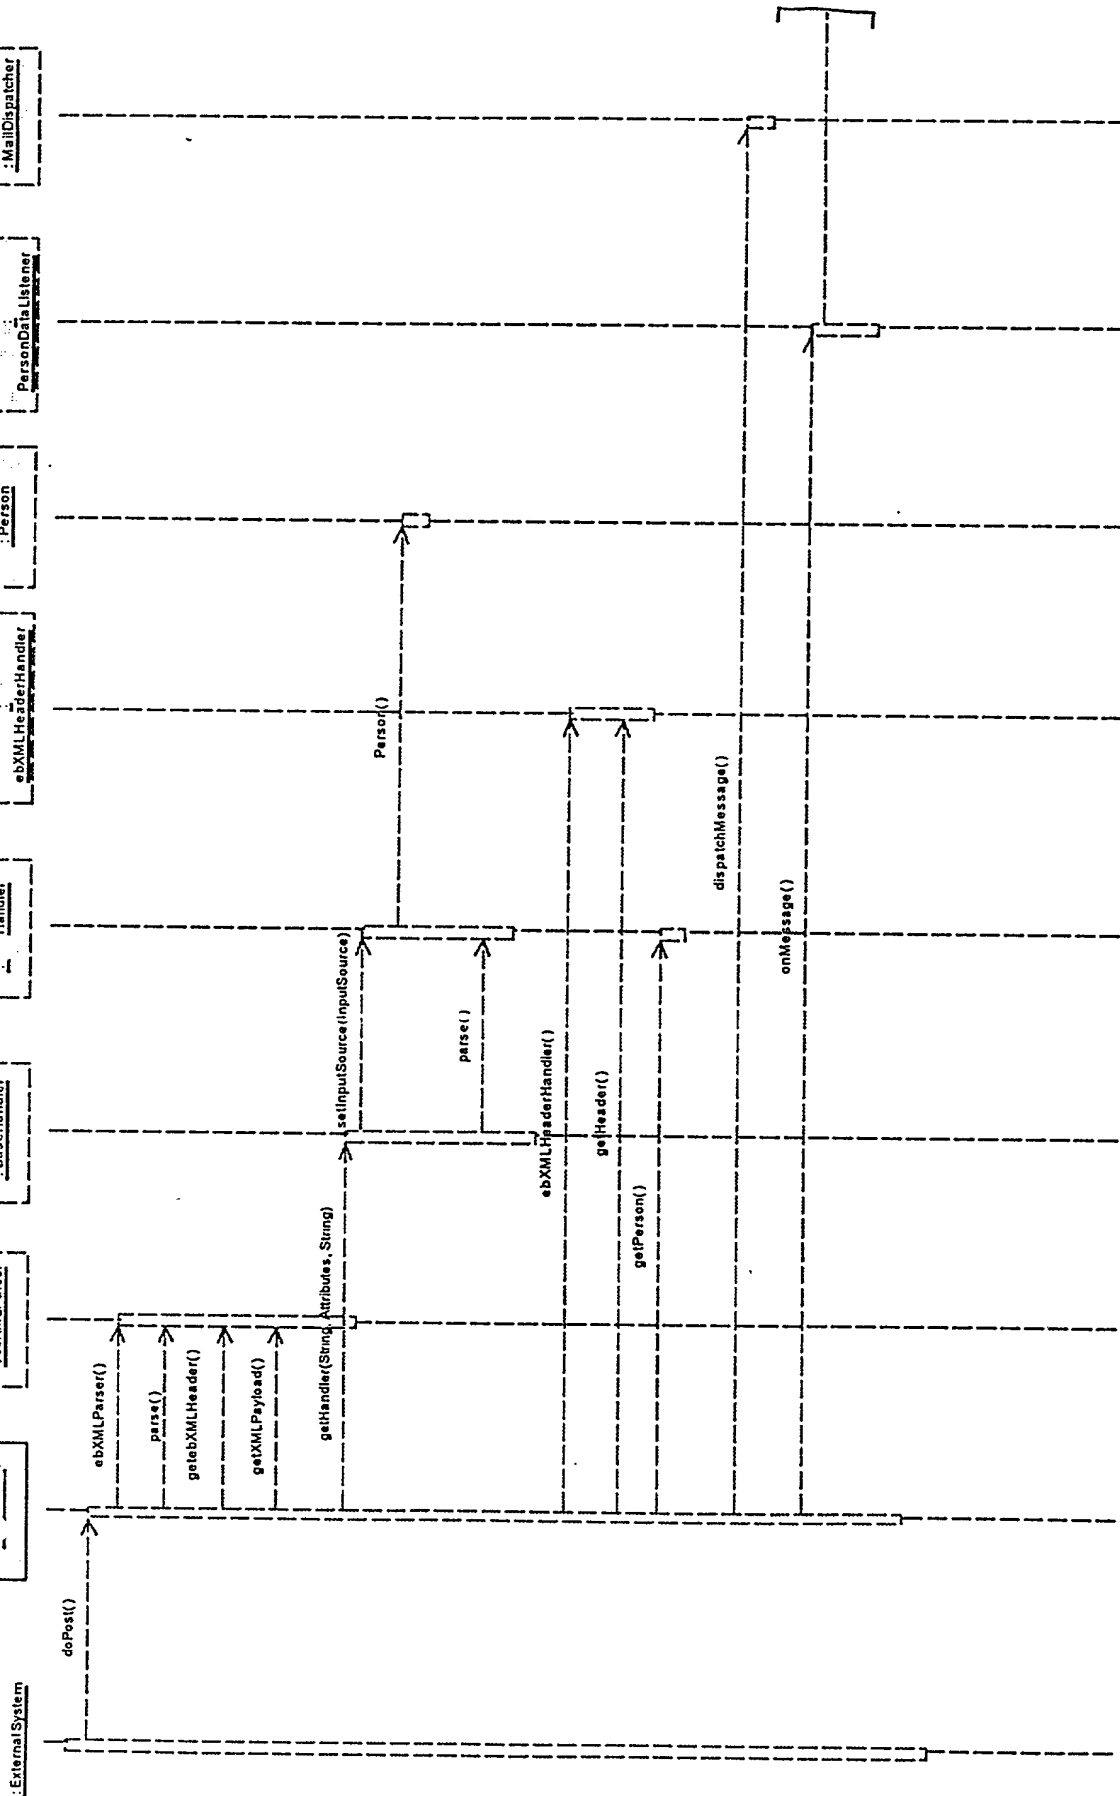 :ExternalSystem
ebXMLHeaderHandler
:Person
PersonDataListener
:MailDispatcher
doPost()
ebXMLParser()
parse()
getebXMLHeader()
getXMLPayload()
getHandler(String, Attributes, String)
setInputSource(InputSource)
Person()
parse()
ebXMLHeaderHandler()
getHeader()
getPerson()
dispatchMessage()
onMessage()